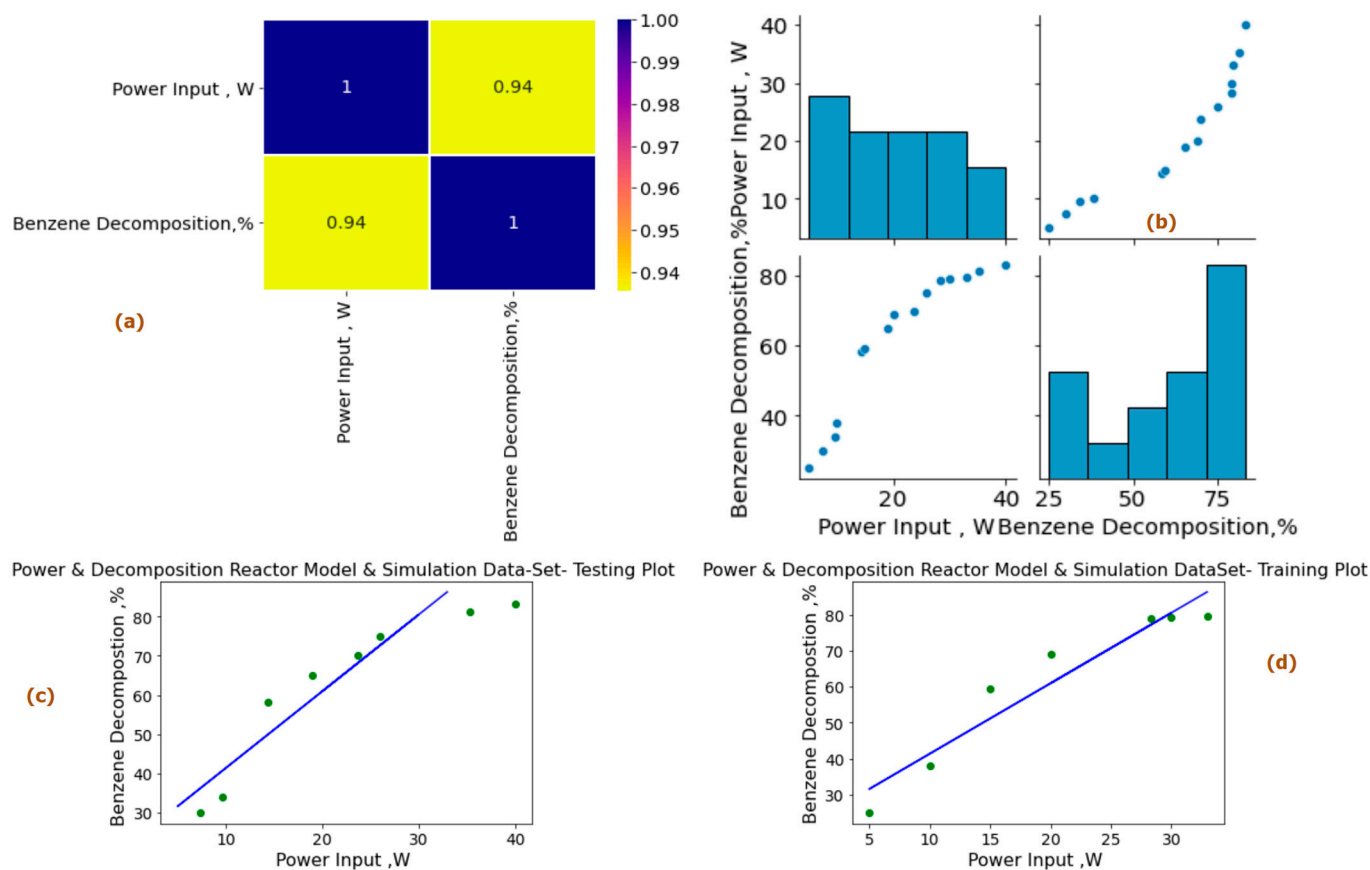 Power Input , W
Benzene Decomposition,%
1
0.94
0.94
1
Power Input , W
Benzene Decomposition,%
1.00
0.99
0.98
0.97
0.96
0.95
0.94
(a)
Power Input , W
40
30
20
10
(b)
Benzene Decomposition,%
80
60
40
20
40
25
50
75
Power Input , W
Benzene Decomposition,%
Power & Decomposition Reactor Model & Simulation Data-Set- Testing Plot
Benzene Decompostion ,%
80
70
60
50
40
30
10
20
30
40
Power Input ,W
(c)
Power & Decomposition Reactor Model & Simulation DataSet- Training Plot
Benzene Decomposition ,%
80
70
60
50
40
30
5
10
15
20
25
30
Power Input ,W
(d)